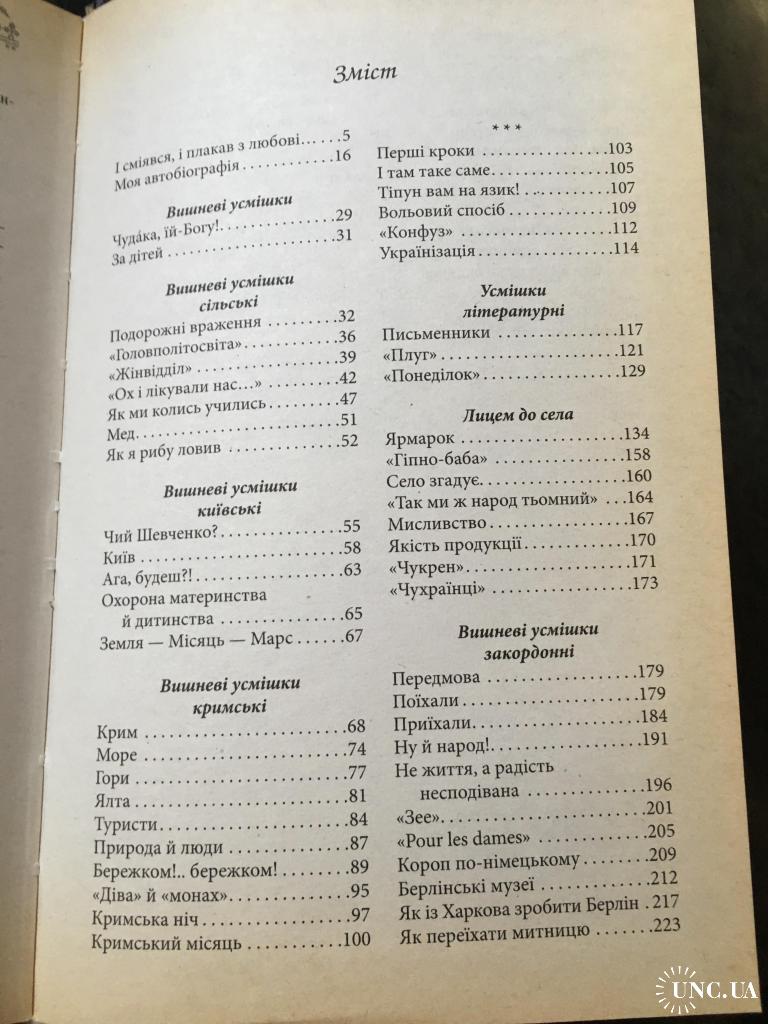 Зміст
І сміявся, і плакав з любові... . . .5
Моя автобіографія . . . . . . . . . . . .16
Вишневі усмішки
Чуда́ка, їй-Богу!. . . . . . . . . . . . . .29
За дітей . . . . . . . . . . . . . . . . . . . .31
Вишневі усмішки
сільські
Подорожні враження . . . . . . . . .32
«Головполітосвіта». . . . . . . . . . . .36
«Жінвідділ» . . . . . . . . . . . . . . . . .39
«Ох і лікували нас...» . . . . . . . . .42
Як ми колись учились. . . . . . . . . .47
Мед. . . . . . . . . . . . . . . . . . . . . . . .51
Як я рибу ловив . . . . . . . . . . . . . .52
Вишневі усмішки
київські
Чий Шевченко?. . . . . . . . . . . . . . .55
Київ . . . . . . . . . . . . . . . . . . . . . . .58
Ага, будеш?!. . . . . . . . . . . . . . . . .63
Охорона материнства
й дитинства . . . . . . . . . . . . . . .65
Земля — Місяць — Марс . . . . . .67
Вишневі усмішки
кримські
Крим . . . . . . . . . . . . . . . . . . . . . .68
Море . . . . . . . . . . . . . . . . . . . . . .74
Гори . . . . . . . . . . . . . . . . . . . . . . .77
Ялта . . . . . . . . . . . . . . . . . . . . . . .81
Туристи. . . . . . . . . . . . . . . . . . . . .84
Природа й люди . . . . . . . . . . . . . .87
Бережком!.. бережком! . . . . . . . . .89
«Діва» й «монах». . . . . . . . . . . . . .95
Кримська ніч . . . . . . . . . . . . . . . .97
Кримський місяць . . . . . . . . . . . .100
* * *
Перші кроки . . . . . . . . . . . . . . .103
І там таке саме. . . . . . . . . . . . . .105
Тіпун вам на язик! . . . . . . . . . . .107
Вольовий спосіб . . . . . . . . . . . . .109
«Конфуз» . . . . . . . . . . . . . . . . . .112
Українізація . . . . . . . . . . . . . . . .114
Усмішки
літературні
Письменники . . . . . . . . . . . . . .117
«Плуг» . . . . . . . . . . . . . . . . . . . .121
«Понеділок». . . . . . . . . . . . . . . .129
Лицем до села
Ярмарок . . . . . . . . . . . . . . . . . . .134
«Гіпно-баба» . . . . . . . . . . . . . . .158
Село згадує. . . . . . . . . . . . . . . . .160
«Так ми ж народ тьомний» . . .164
Мисливство . . . . . . . . . . . . . . . .167
Якість продукції. . . . . . . . . . . . .170
«Чукрен». . . . . . . . . . . . . . . . . . .171
«Чухраїнці» . . . . . . . . . . . . . . . .173
Вишневі усмішки
закордонні
Передмова . . . . . . . . . . . . . . . . .179
Поїхали . . . . . . . . . . . . . . . . . . .179
Приїхали. . . . . . . . . . . . . . . . . . .184
Ну й народ!. . . . . . . . . . . . . . . . .191
Не життя, а радість
несподівана . . . . . . . . . . . . . .196
«Зее». . . . . . . . . . . . . . . . . . . . . .201
«Pour les dames» . . . . . . . . . . . .205
Короп по-німецькому. . . . . . . .209
Берлінські музеї . . . . . . . . . . . .212
Як із Харкова зробити Берлін . 217
Як переїхати митницю . . . . . . .223
UNC.UA